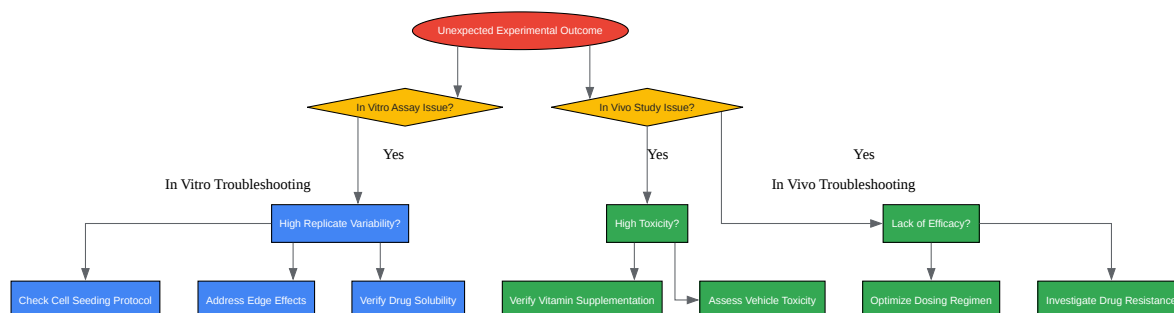 Unexpected Experimental Outcome
In Vitro Assay Issue?
In Vivo Study Issue?
Yes
Yes
Yes
In Vitro Troubleshooting
In Vivo Troubleshooting
High Replicate Variability?
High Toxicity?
Lack of Efficacy?
Check Cell Seeding Protocol
Address Edge Effects
Verify Drug Solubility
Verify Vitamin Supplementation
Assess Vehicle Toxicity
Optimize Dosing Regimen
Investigate Drug Resistance